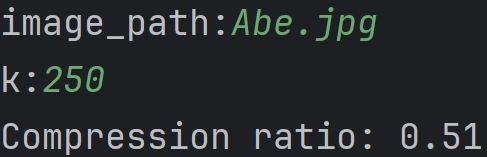 image_path:Abe.jpg
k:250
Compression ratio: 0.51